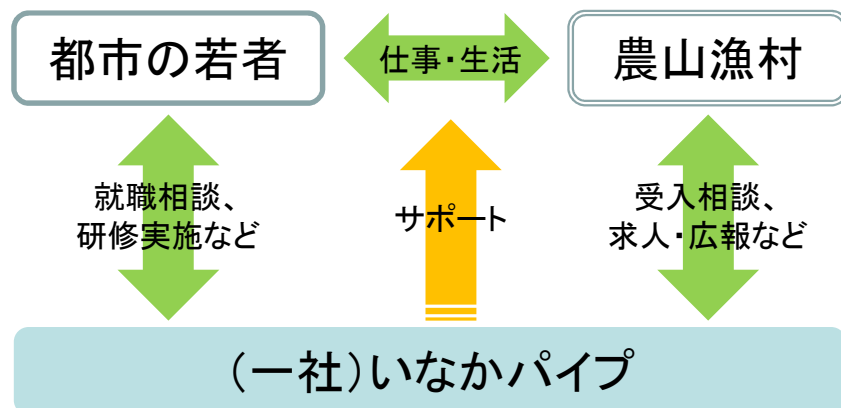 都市の若者
仕事・生活
農山漁村
就職相談、
研修実施など
サポート
受入相談、
求人・広報など
(一社)いなかパイプ